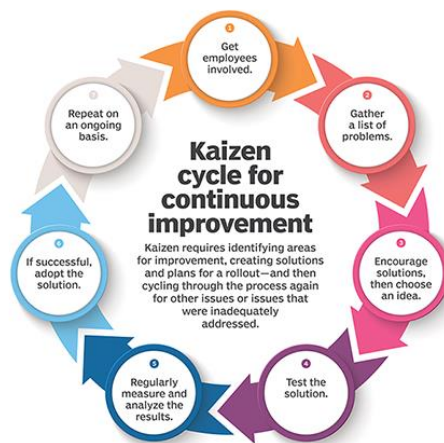 Kaizen
cycle for
continuous
improvement
Kaizen requires identifying areas
for improvement, creating solutions
and plans for a rollout—and then
cycling through the process again
for other issues or issues that
were inadequately
addressed.
1
Get
employees
involved.
2
Gather
a list of
problems.
3
Encourage
solutions,
then choose
an idea.
4
Test the
solution.
5
Regularly
measure and
analyze the
results.
6
If successful,
adopt the
solution.
7
Repeat on
an ongoing
basis.